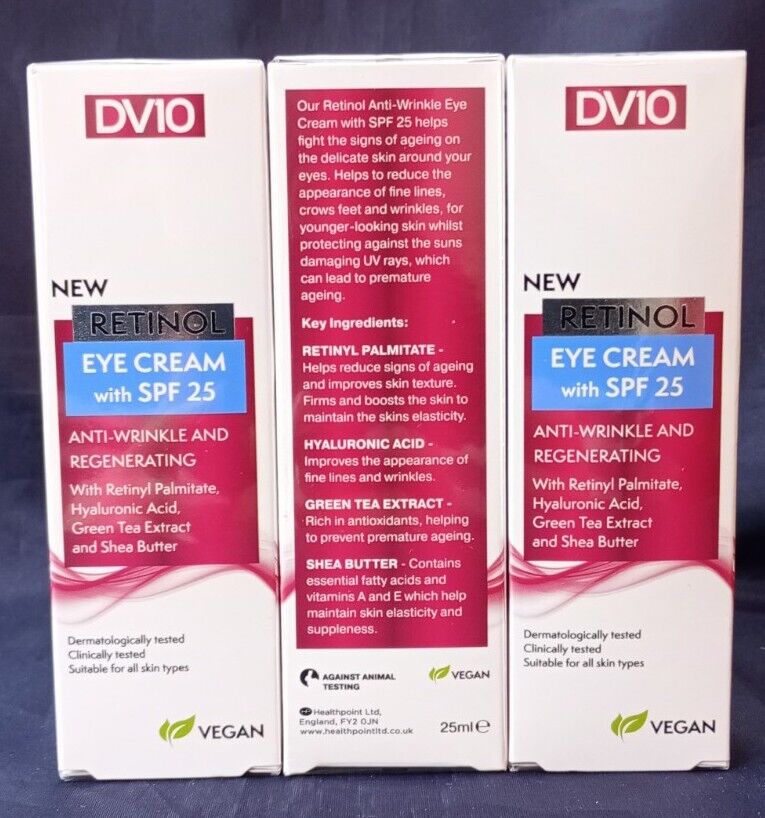 DV10
NEW
RETINOL
EYE CREAM
with SPF 25
ANTI-WRINKLE AND
REGENERATING
With Retinyl Palmitate,
Hyaluronic Acid,
Green Tea Extract
and Shea Butter
Dermatologically tested
Clinically tested
Suitable for all skin types
VEGAN
Our Retinol Anti-Wrinkle Eye
Cream with SPF 25 helps
fight the signs of ageing on
the delicate skin around your
eyes. Helps to reduce the
appearance of fine lines,
crows feet and wrinkles, for
younger-looking skin whilst
protecting against the suns
damaging UV rays, which
can lead to premature
ageing.
Key Ingredients:
RETINYL PALMITATE -
Helps reduce signs of ageing
and improves skin texture.
Firms and boosts the skin to
maintain the skins elasticity.
HYALURONIC ACID -
Improves the appearance of
fine lines and wrinkles.
GREEN TEA EXTRACT -
Rich in antioxidants, helping
to prevent premature ageing.
SHEA BUTTER - Contains
essential fatty acids and
vitamins A and E which help
maintain skin elasticity and
suppleness.
AGAINST ANIMAL
TESTING
VEGAN
Healthpoint Ltd,
England, FY2 0JN
www.healthpointltd.co.uk
25ml e
DV10
NEW
RETINOL
EYE CREAM
with SPF 25
ANTI-WRINKLE AND
REGENERATING
With Retinyl Palmitate,
Hyaluronic Acid,
Green Tea Extract
and Shea Butter
Dermatologically tested
Clinically tested
Suitable for all skin types
VEGAN